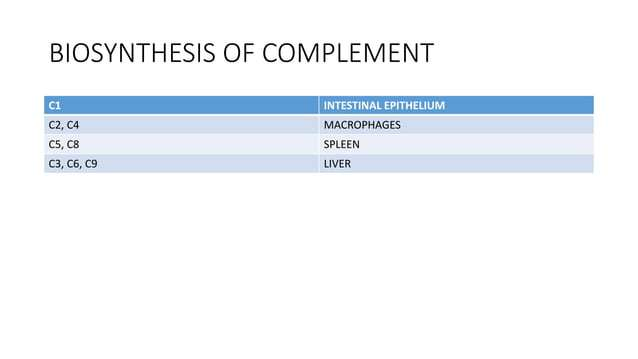 BIOSYNTHESIS OF COMPLEMENT
C1 INTESTINAL EPITHELIUM
C2, C4 MACROPHAGES
C5, C8 SPLEEN
C3, C6, C9 LIVER